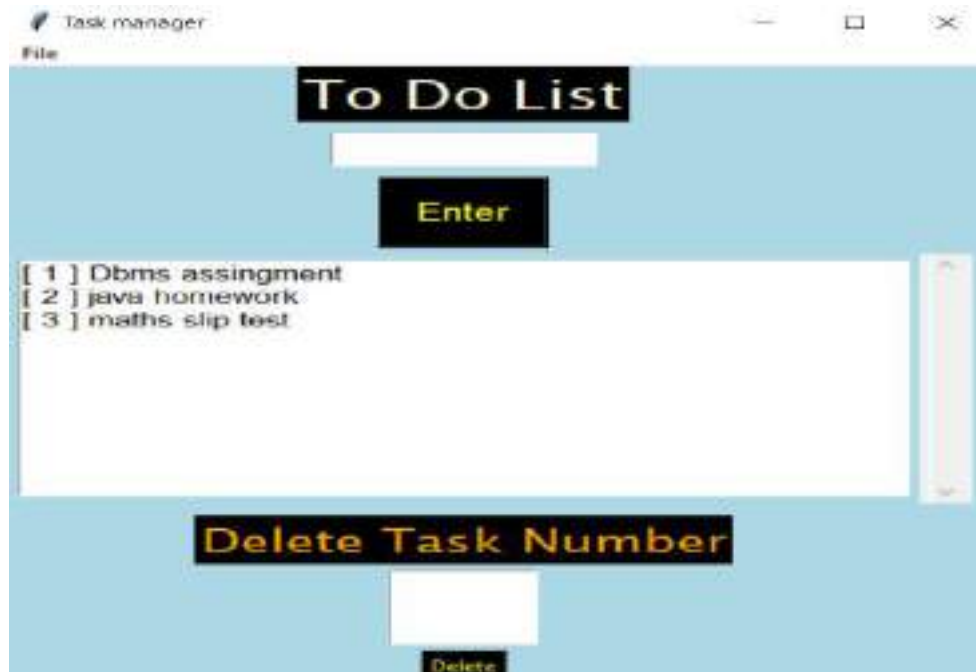 Task manager
File
To Do List
Enter
[ 1 ] Dbms assingment
[ 2 ] java homework
[ 3 ] maths slip test
Delete Task Number
Delete